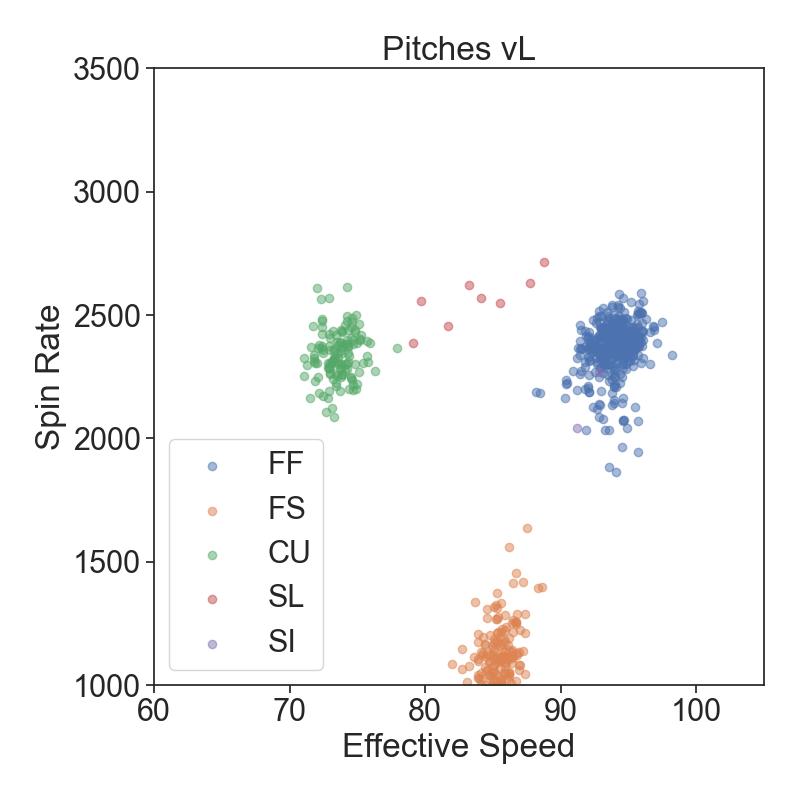 Pitches vL
3500
3000
2500
2000
1500
1000
Spin Rate
FF
FS
CU
SL
SI
60 70 80 90 100
Effective Speed